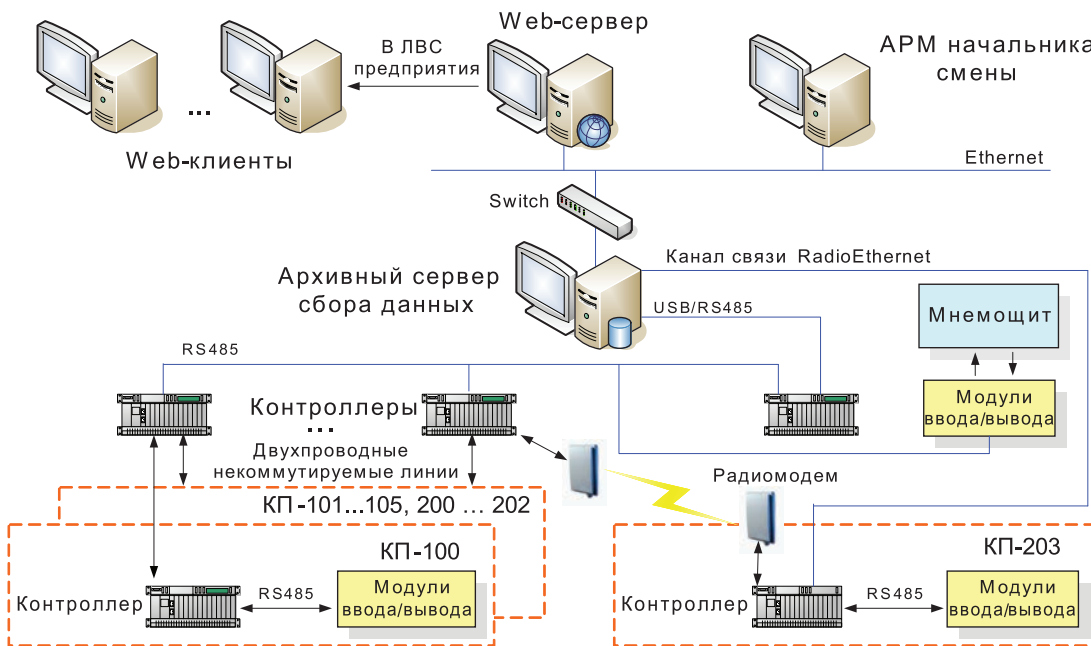 Web-сервер
В ЛВС
предприятия
АРМ начальника
смены
...
Web-клиенты
Ethernet
Switch
Канал связи RadioEthernet
Архивный сервер
сбора данных
USB/RS485
Мнемощит
RS485
Модули
ввода/вывода
Контроллеры
...
Двухпроводные
некоммутируемые линии
Радиомодем
КП-101...105, 200 ... 202
КП-100
КП-203
Контроллер
RS485
Модули
ввода/вывода
Контроллер
RS485
Модули
ввода/вывода